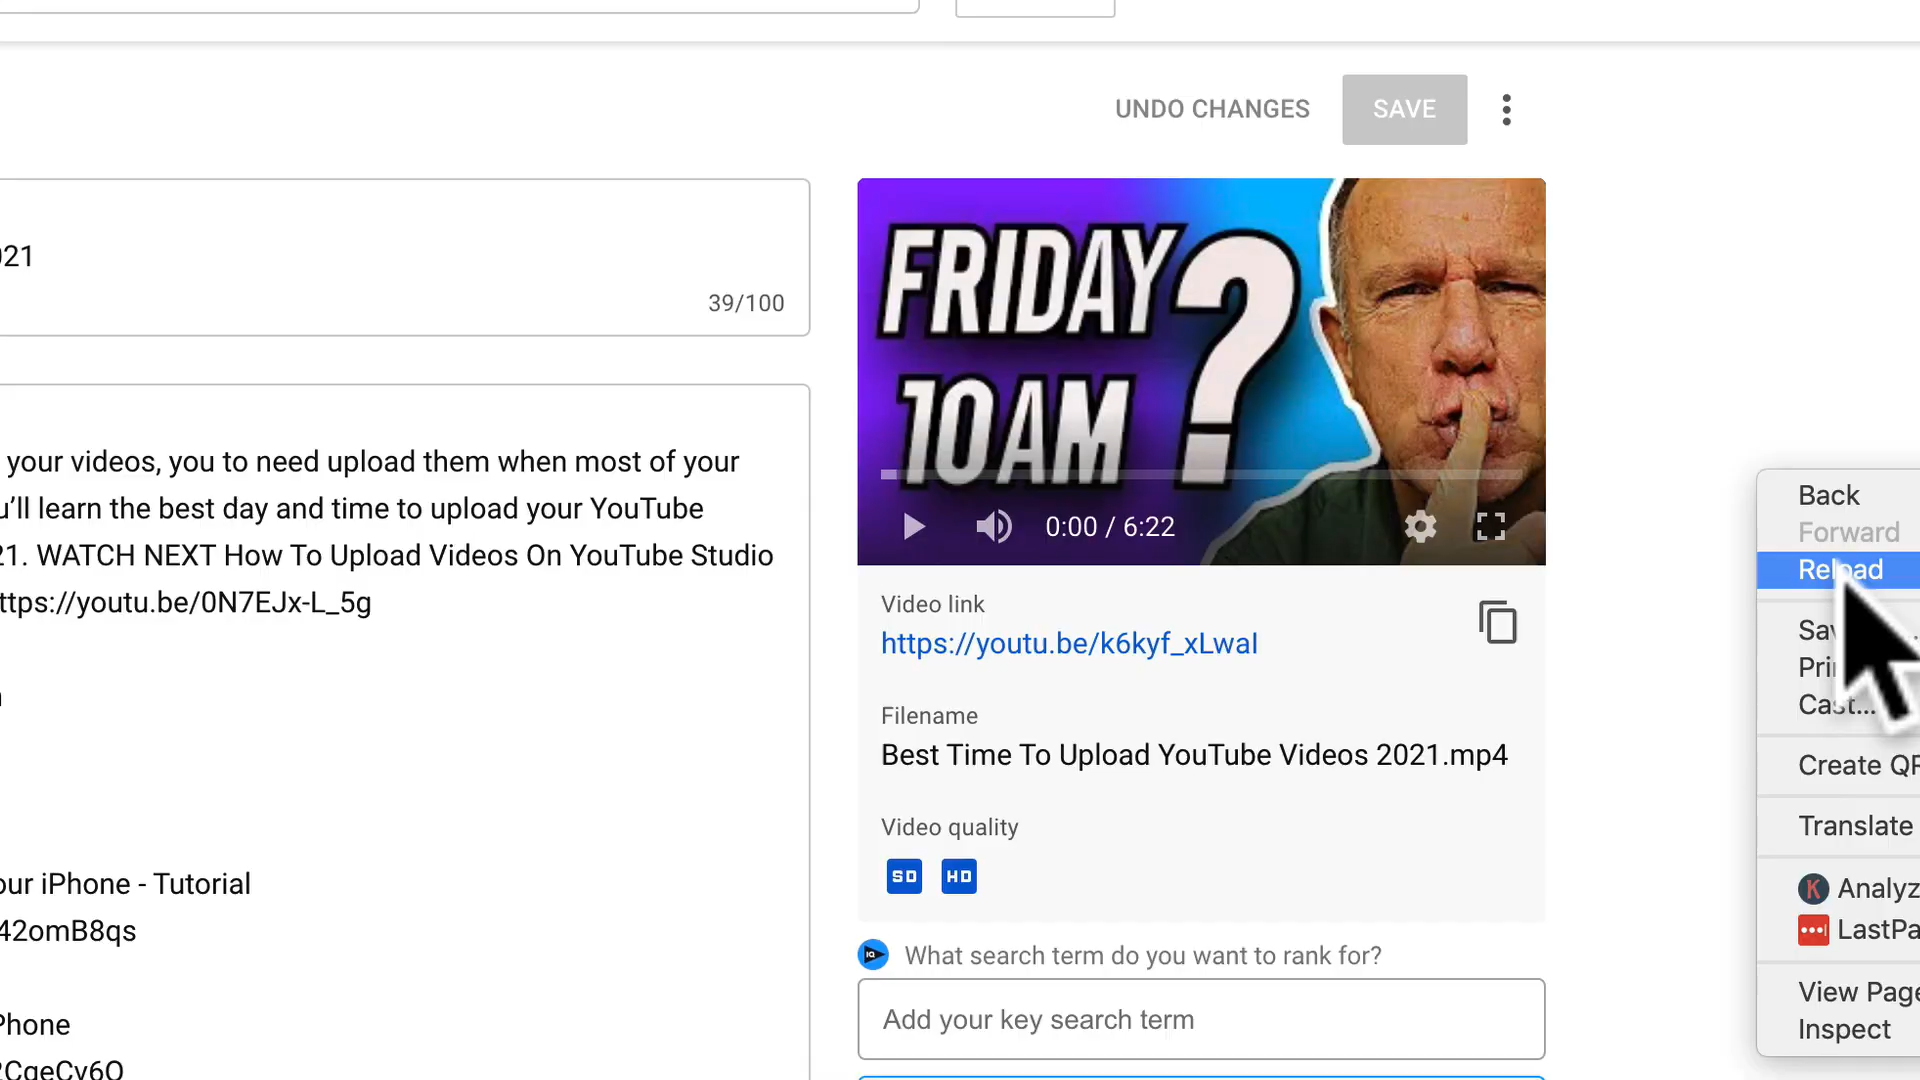 UNDO CHANGES
SAVE
021
39/100
your videos, you to need upload them when most of your
u'll learn the best day and time to upload your YouTube
21. WATCH NEXT How To Upload Videos On YouTube Studio
ttps://youtu.be/0N7EJx-L_5g
our iPhone - Tutorial
42omB8qs
Phone
2CgeCv6Q
FRIDAY
10AM ?
0:00 / 6:22
Video link
https://youtu.be/k6kyf_xLwaI
Filename
Best Time To Upload YouTube Videos 2021.mp4
Video quality
SD HD
What search term do you want to rank for?
Add your key search term
Back
Forward
Reload
Cast...
Create QR
Translate
Analyz
LastPa
View Page
Inspect